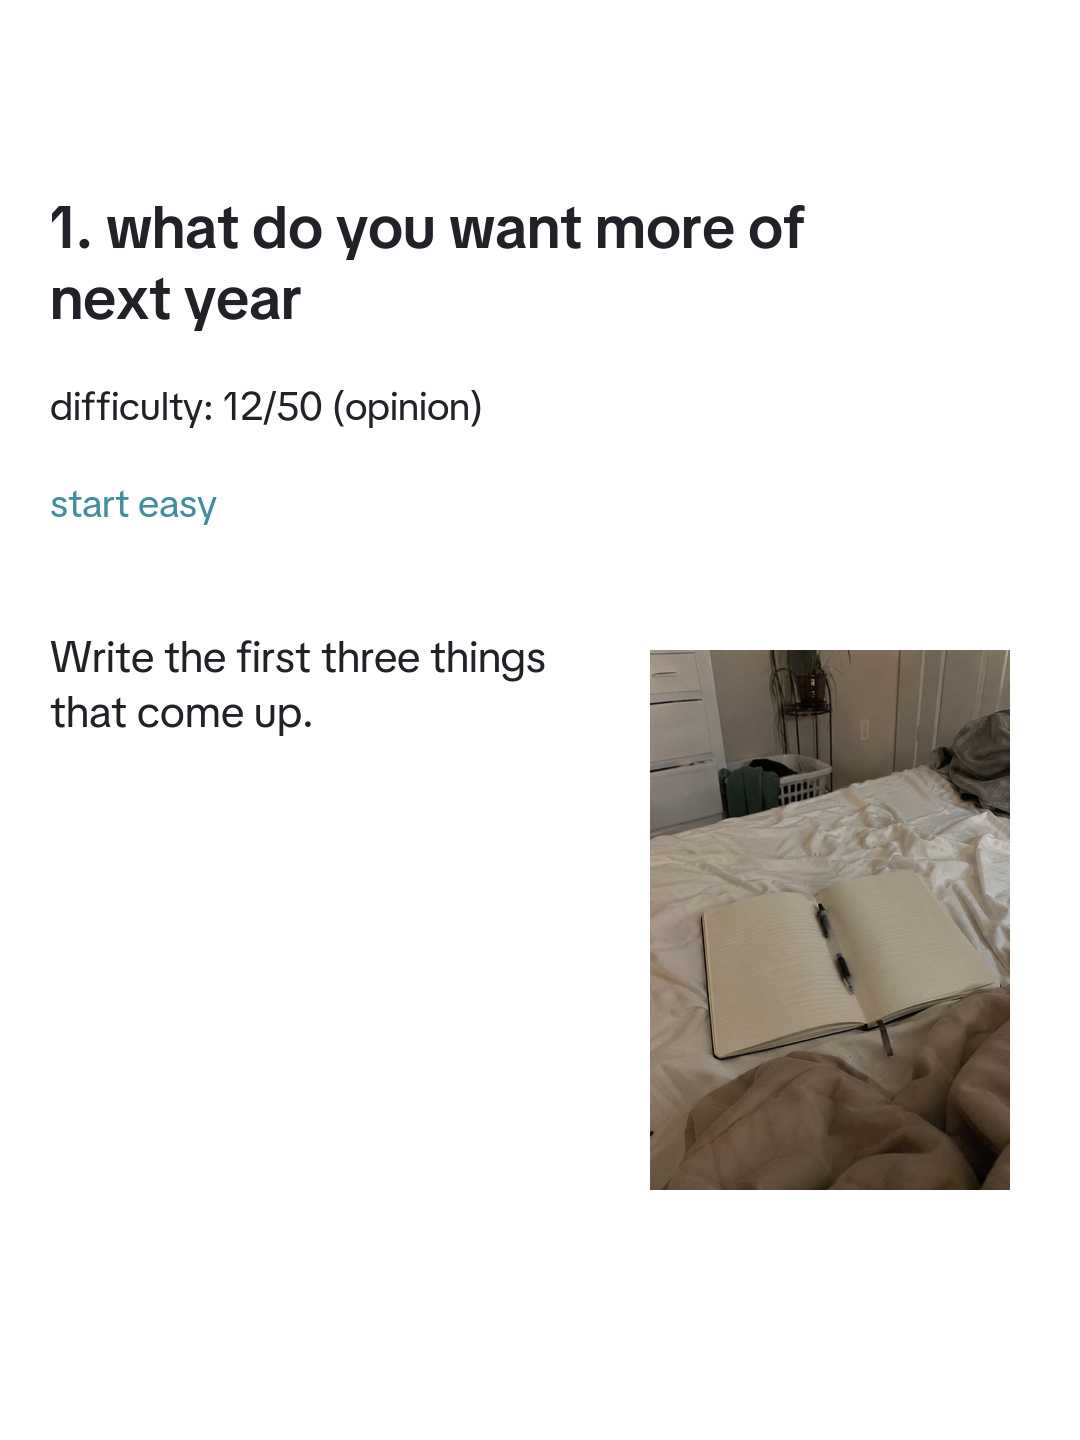 1. what do you want more of
next year
difficulty: 12/50 (opinion)
start easy
Write the first three things
that come up.